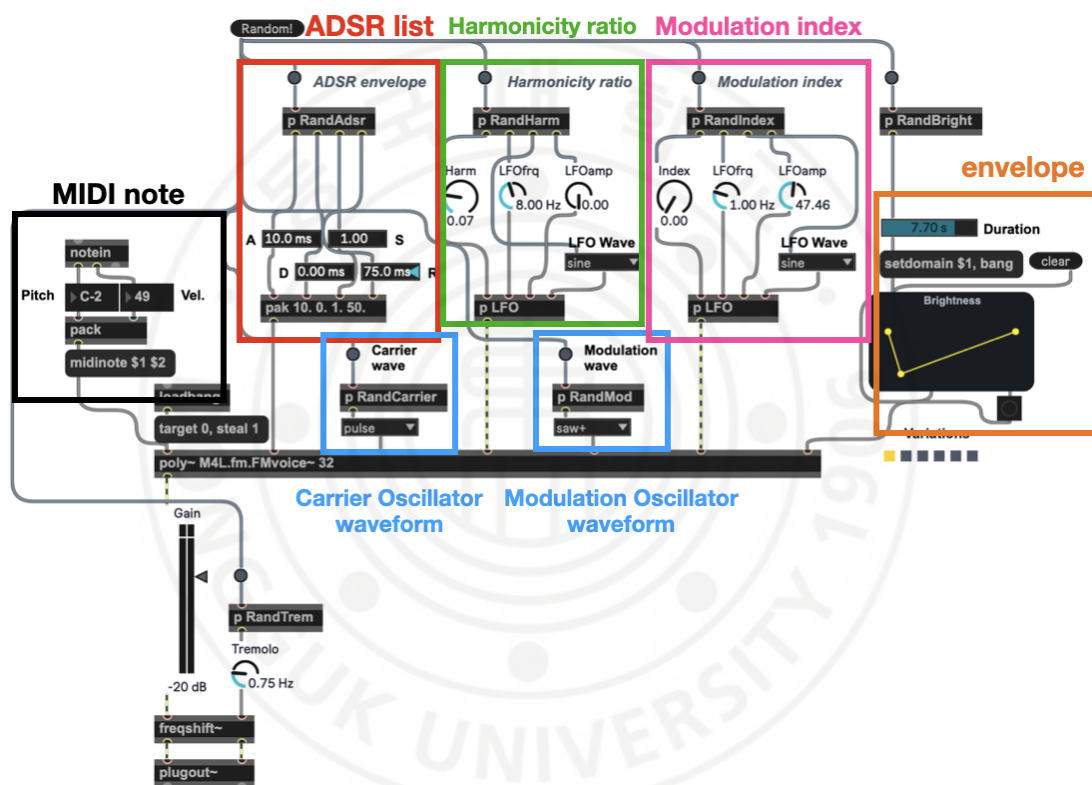 Random!
ADSR list
Harmonicity ratio
Modulation index
ADSR envelope
Harmonicity ratio
Modulation index
p RandAdsr
p RandHarm
p RandIndex
p RandBright
envelope
MIDI note
Harm
LFOfrq
LFOamp
Index
LFOfrq
LFOamp
0.07
8.00 Hz
0.00
0.00
1.00 Hz
47.46
7.70 s
Duration
notein
A
10.0 ms
1.00
S
LFO Wave
LFO Wave
setdomain $1, bang
clear
D
0.00 ms
75.0 ms
R
sine
sine
Pitch
C-2
49
Vel.
pak 10. 0. 1. 50.
p LFO
p LFO
Brightness
pack
midinote $1 $2
Carrier
wave
Modulation
wave
loadbang
p RandCarrier
p RandMod
target 0, steal 1
pulse
saw+
Variations
poly~ M4L.fm.FMvoice~ 32
Carrier Oscillator
waveform
Modulation Oscillator
waveform
Gain
p RandTrem
Tremolo
0.75 Hz
-20 dB
freqshift~
plugout~
UNIVERSITY 1906